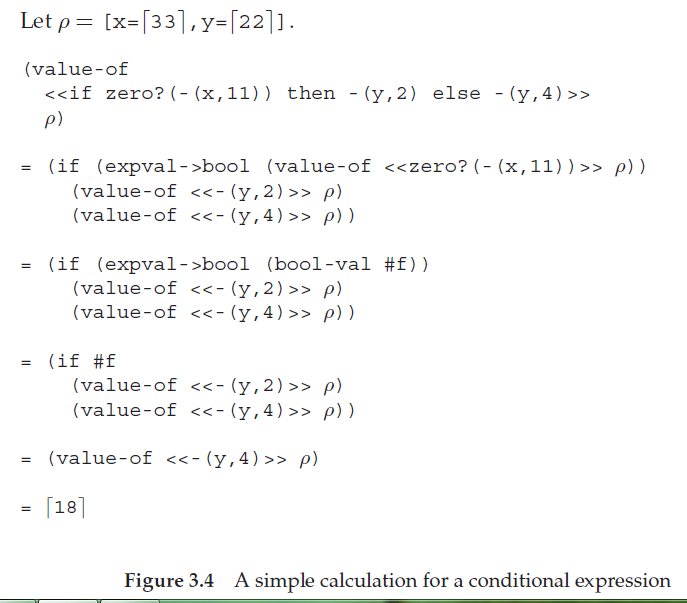 Let ρ = [x=⌈33⌉,y=⌈22⌉].
(value-of
<<if zero?(-(x,11)) then -(y,2) else -(y,4)>>
ρ)
= (if (expval->bool (value-of <<zero?(-(x,11))>> ρ))
(value-of <<-(y,2)>> ρ)
(value-of <<-(y,4)>> ρ))
= (if (expval->bool (bool-val #f))
(value-of <<-(y,2)>> ρ)
(value-of <<-(y,4)>> ρ))
= (if #f
(value-of <<-(y,2)>> ρ)
(value-of <<-(y,4)>> ρ))
= (value-of <<-(y,4)>> ρ)
= ⌈18⌉
Figure 3.4 A simple calculation for a conditional expression